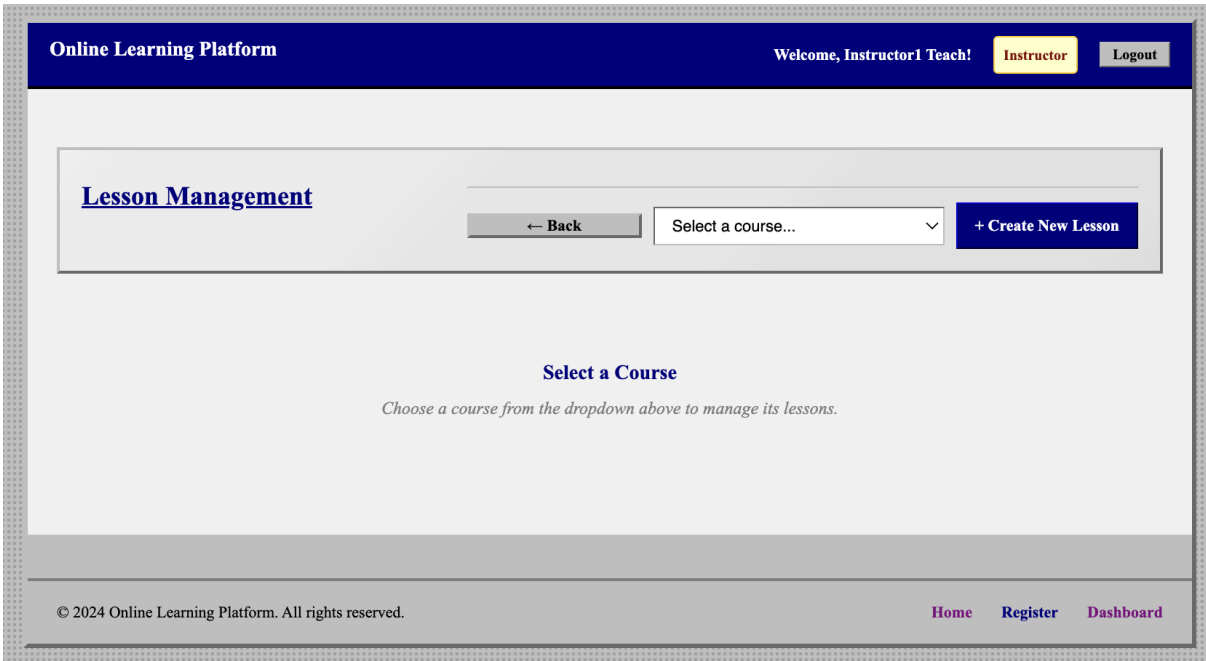 Online Learning Platform
Welcome, Instructor1 Teach!
Instructor
Logout
Lesson Management
← Back
Select a course...
+ Create New Lesson
Select a Course
Choose a course from the dropdown above to manage its lessons.
© 2024 Online Learning Platform. All rights reserved.
Home
Register
Dashboard